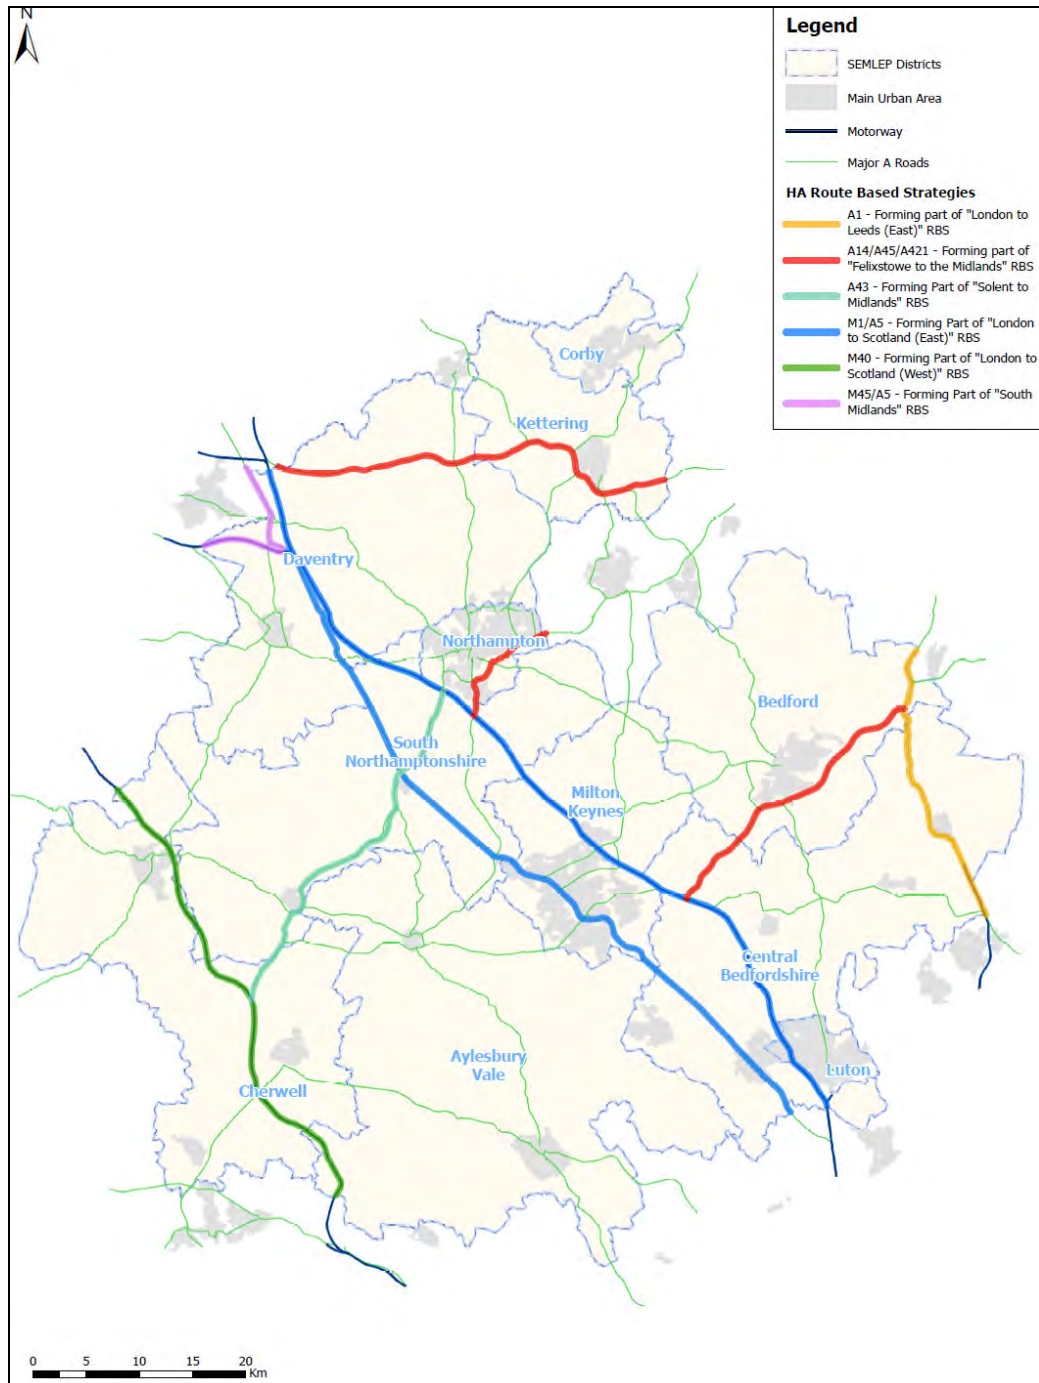 N
Legend
SEMLEP Districts
Main Urban Area
Motorway
Major A Roads
HA Route Based Strategies
A1 - Forming part of "London to
Leeds (East)" RBS
A14/A45/A421 - Forming part of
"Felixstowe to the Midlands" RBS
A43 - Forming Part of "Solent to
Midlands" RBS
M1/A5 - Forming Part of "London
to Scotland (East)" RBS
M40 - Forming Part of "London to
Scotland (West)" RBS
M45/A5 - Forming Part of "South
Midlands" RBS
Corby
Kettering
Daventry
Northampton
Bedford
South
Northamptonshire
Milton
Keynes
Central
Bedfordshire
Aylesbury
Vale
Luton
Cherwell
0 5 10 15 20
Km